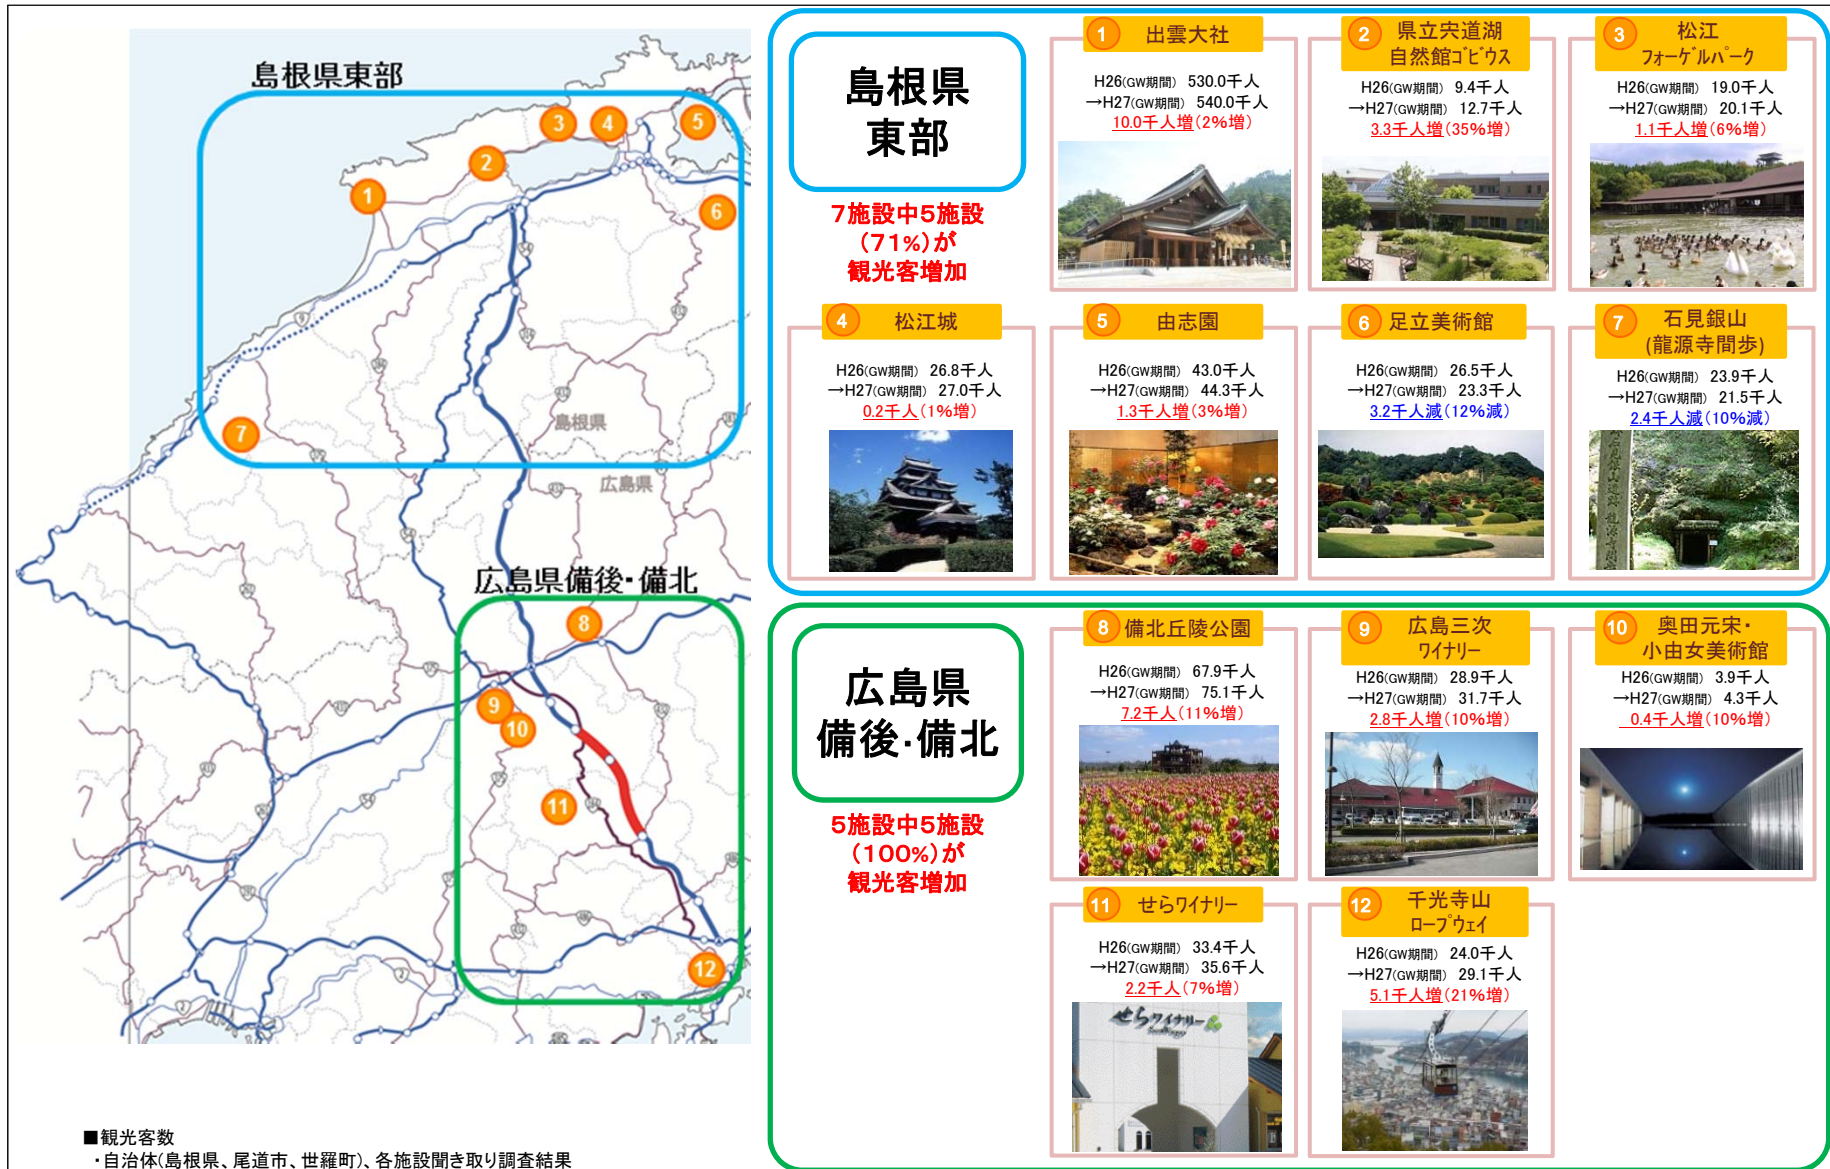 島根県東部
島根県
広島県
広島県備後・備北
■観光客数
・自治体(島根県、尾道市、世羅町)、各施設聞き取り調査結果
島根県
東部
7施設中5施設
(71%)が
観光客増加
1 出雲大社
H26(GW期間) 530.0千人
→H27(GW期間) 540.0千人
10.0千人増(2%増)
2 県立宍道湖
自然館ｺﾞﾋﾞｳｽ
H26(GW期間) 9.4千人
→H27(GW期間) 12.7千人
3.3千人増(35%増)
3 松江
ﾌｫｰｹﾞﾙﾊﾟｰｸ
H26(GW期間) 19.0千人
→H27(GW期間) 20.1千人
1.1千人増(6%増)
4 松江城
H26(GW期間) 26.8千人
→H27(GW期間) 27.0千人
0.2千人(1%増)
5 由志園
H26(GW期間) 43.0千人
→H27(GW期間) 44.3千人
1.3千人増(3%増)
6 足立美術館
H26(GW期間) 26.5千人
→H27(GW期間) 23.3千人
3.2千人減(12%減)
7 石見銀山
(龍源寺間歩)
H26(GW期間) 23.9千人
→H27(GW期間) 21.5千人
2.4千人減(10%減)
広島県
備後・備北
5施設中5施設
(100%)が
観光客増加
8 備北丘陵公園
H26(GW期間) 67.9千人
→H27(GW期間) 75.1千人
7.2千人(11%増)
9 広島三次
ﾜｲﾅﾘｰ
H26(GW期間) 28.9千人
→H27(GW期間) 31.7千人
2.8千人増(10%増)
10 奥田元宋・
小由女美術館
H26(GW期間) 3.9千人
→H27(GW期間) 4.3千人
0.4千人増(10%増)
11 せらﾜｲﾅﾘｰ
H26(GW期間) 33.4千人
→H27(GW期間) 35.6千人
2.2千人(7%増)
せらワイナリー
12 千光寺山
ﾛｰﾌﾟｳｪｲ
H26(GW期間) 24.0千人
→H27(GW期間) 29.1千人
5.1千人増(21%増)